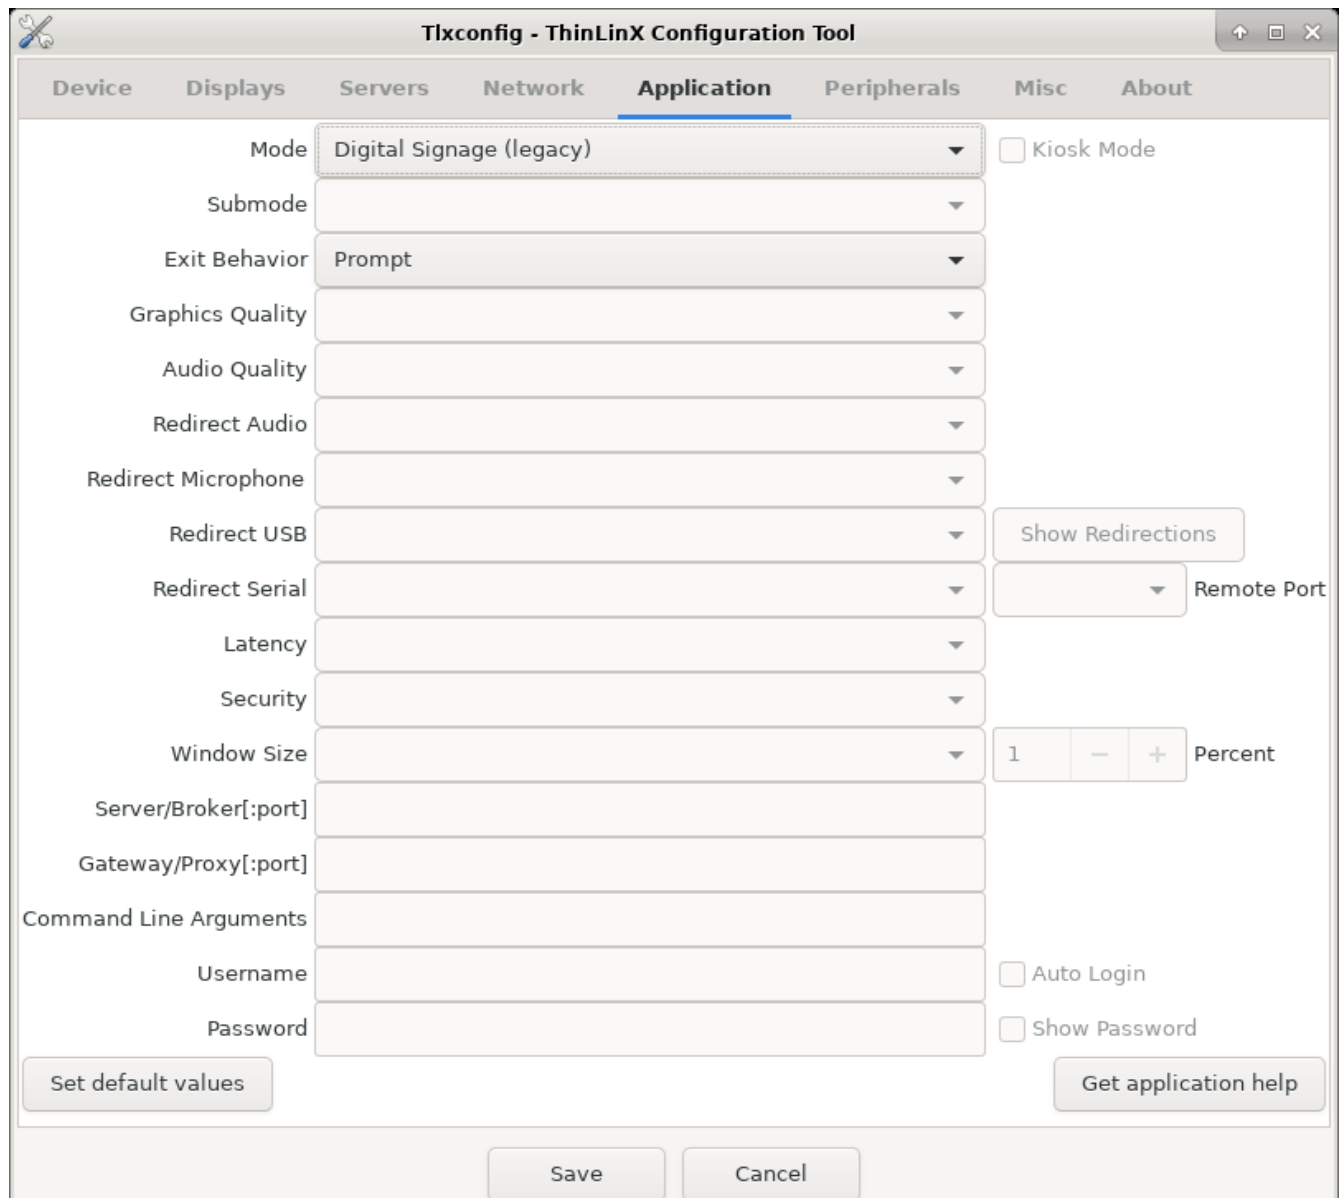 Tlxconfig - ThinLinX Configuration Tool
Device Displays Servers Network Application Peripherals Misc About
Mode Digital Signage (legacy) Kiosk Mode
Submode
Exit Behavior Prompt
Graphics Quality
Audio Quality
Redirect Audio
Redirect Microphone
Redirect USB Show Redirections
Redirect Serial Remote Port
Latency
Security
Window Size 1 − + Percent
Server/Broker[:port]
Gateway/Proxy[:port]
Command Line Arguments
Username Auto Login
Password Show Password
Set default values Get application help
Save Cancel